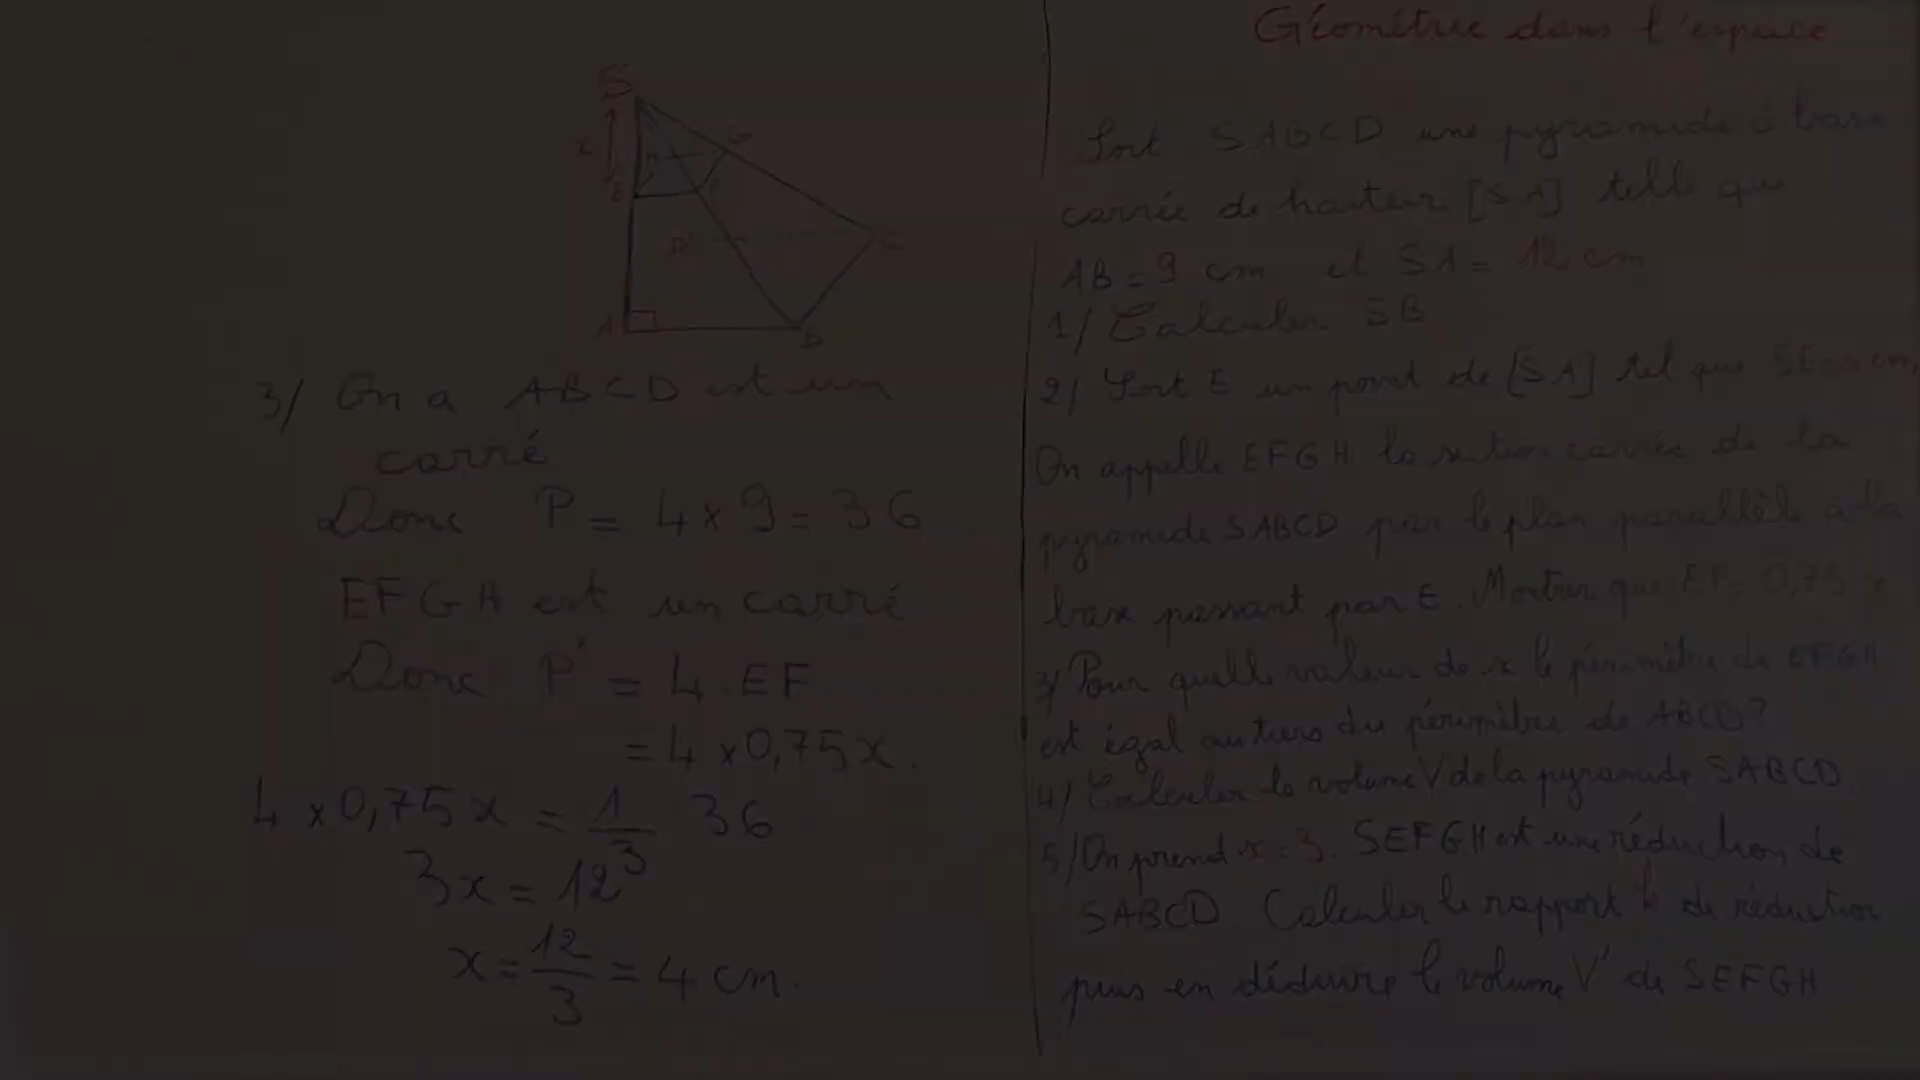 S
G
E
F
C
A
B
3/ On a ABCD est un
carré
Donc P = 4 x 9 = 36
EFGH est un carré
Donc P' = 4 EF
= 4 x 0,75 x.
4 x 0,75 x = 1/3 36
3x = 12
x = 12/3 = 4 cm.
Géométrie dans l'espace
Soit SABCD une pyramide à base
carrée de hauteur [SA] telle que
AB = 9 cm et SA = 12 cm
1/ Calculer SB
2/ Soit E un point de [SA] tel que
On appelle EFGH la section carrée de la
pyramide SABCD par le plan parallèle à la
base passant par E. Montrer que EF = 0,75 x
3/ Pour quelle valeur de x le périmètre de EFGH
est égal au tiers du périmètre de ABCD?
4/ Calculer le volume V de la pyramide SABCD.
5/ On prend x = 3. SEFGH est une réduction de
SABCD Calculer le rapport k de réduction
puis en déduire le volume V' de SEFGH